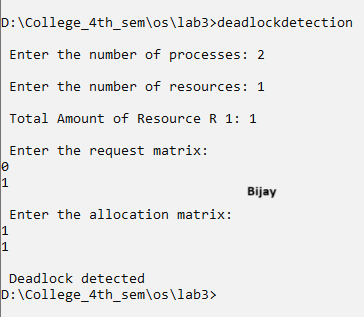 D:\College_4th_sem\os\lab3>deadlockdetection
Enter the number of processes: 2
Enter the number of resources: 1
Total Amount of Resource R 1: 1
Enter the request matrix:
0
1
Bijay
Enter the allocation matrix:
1
1
Deadlock detected
D:\College_4th_sem\os\lab3>